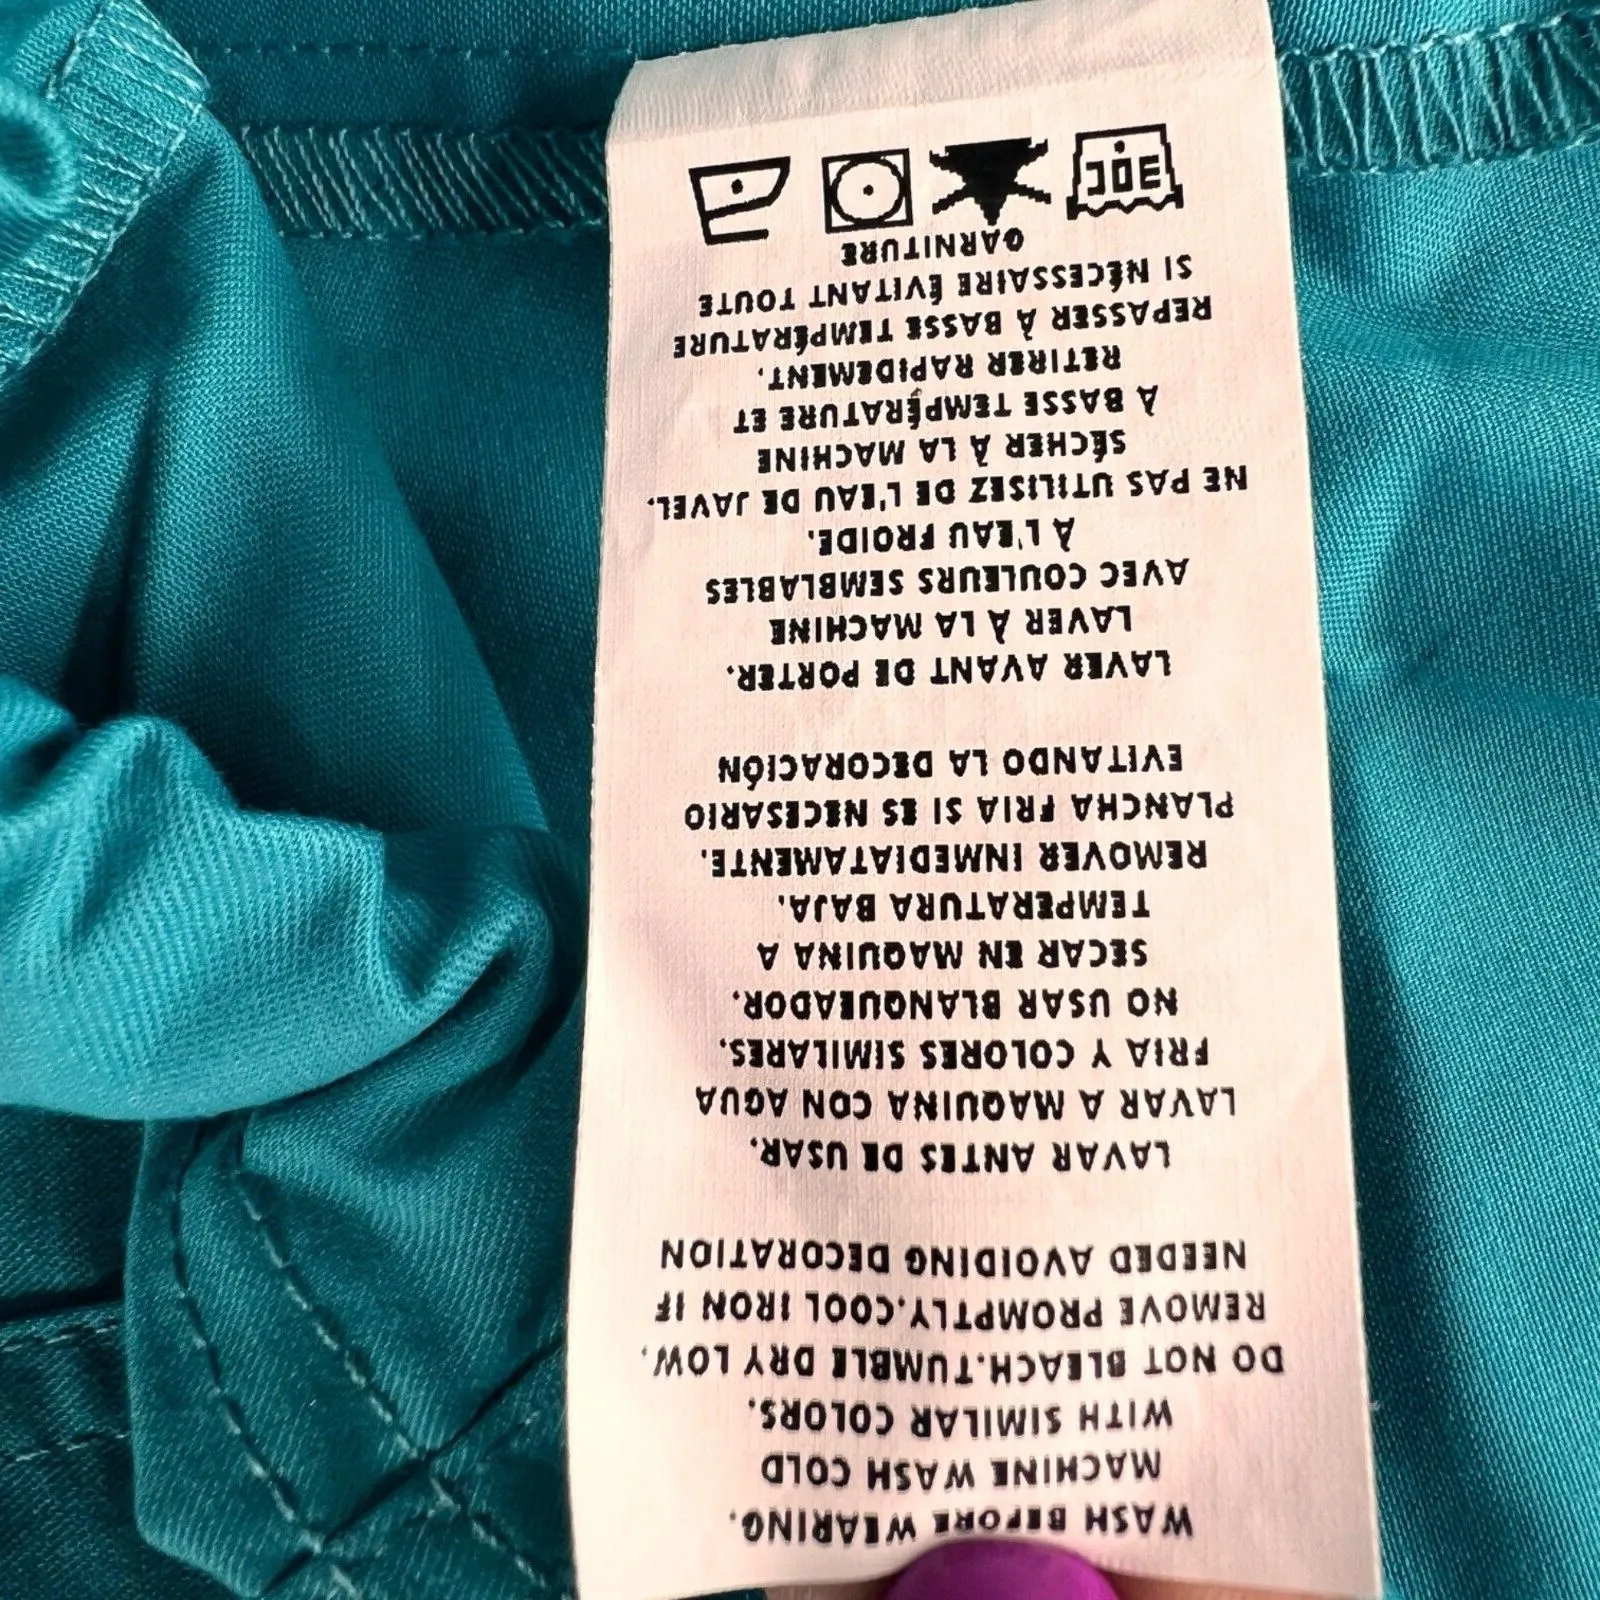 WASH BEFORE WEARING.
MACHINE WASH COLD
WITH SIMILAR COLORS.
DO NOT BLEACH.TUMBLE DRY LOW.
REMOVE PROMPTLY.COOL IRON IF
NEEDED AVOIDING DECORATION
LAVAR ANTES DE USAR.
LAVAR A MAQUINA CON AGUA
FRIA Y COLORES SIMILARES.
NO USAR BLANQUEADOR.
SECAR EN MAQUINA A
TEMPERATURA BAJA.
REMOVER INMEDIATAMENTE.
PLANCHA FRIA SI ES NECESARIO
EVITANDO LA DECORACIÓN
LAVER AVANT DE PORTER.
LAVER À LA MACHINE
AVEC COULEURS SEMBLABLES
À L'EAU FROIDE.
NE PAS UTILISEZ DE L'EAU DE JAVEL.
SÉCHER À LA MACHINE
À BASSE TEMPÉRATURE ET
RETIRER RAPIDEMENT.
REPASSER À BASSE TEMPÉRATURE
SI NÉCESSAIRE ÉVITANT TOUTE
GARNITURE